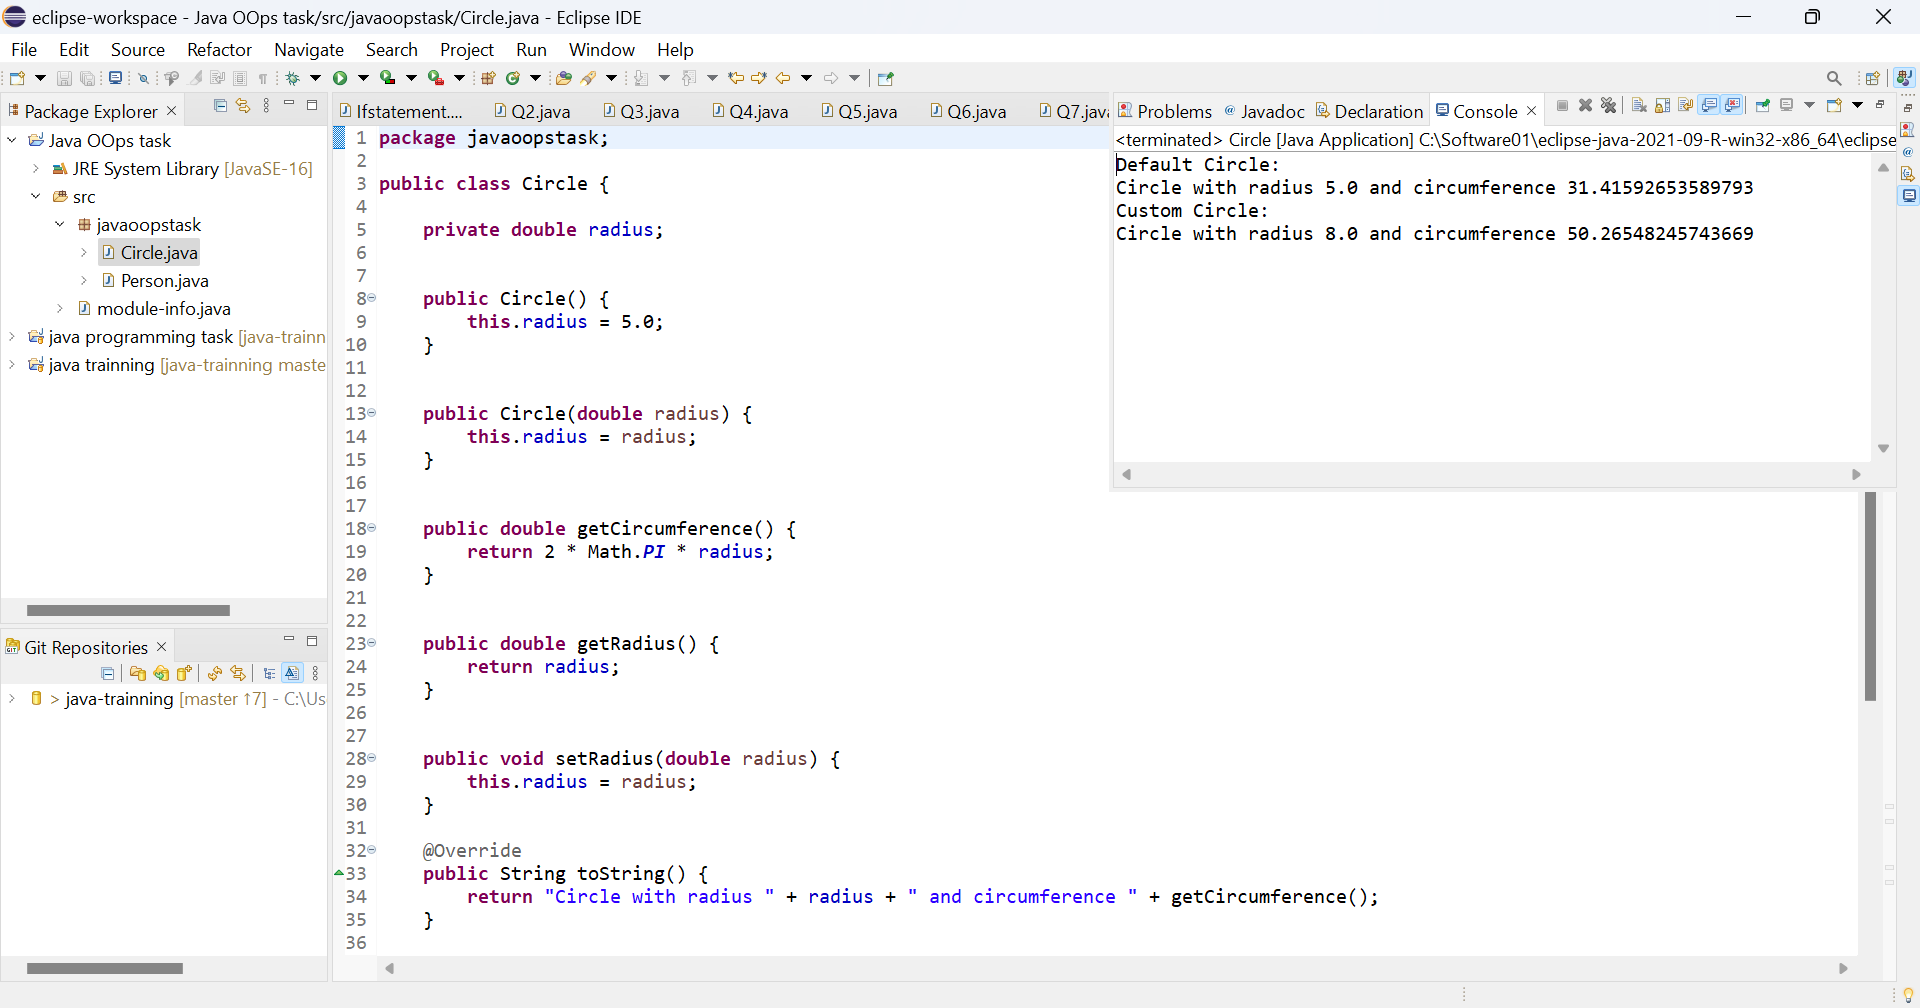 eclipse-workspace - Java OOps task/src/javaoopstask/Circle.java - Eclipse IDE
File Edit Source Refactor Navigate Search Project Run Window Help
Package Explorer
Java OOps task
JRE System Library [JavaSE-16]
src
javaoopstask
Circle.java
Person.java
module-info.java
java programming task [java-trainn
java trainning [java-trainning maste
Git Repositories
> java-trainning [master ↑7] - C:\Us
Ifstatement.... Q2.java Q3.java Q4.java Q5.java Q6.java Q7.java
1 package javaoopstask;
2
3 public class Circle {
4
5 private double radius;
6
7
8 public Circle() {
9 this.radius = 5.0;
10 }
11
12
13 public Circle(double radius) {
14 this.radius = radius;
15 }
16
17
18 public double getCircumference() {
19 return 2 * Math.PI * radius;
20 }
21
22
23 public double getRadius() {
24 return radius;
25 }
26
27
28 public void setRadius(double radius) {
29 this.radius = radius;
30 }
31
32 @Override
33 public String toString() {
34 return "Circle with radius " + radius + " and circumference " + getCircumference();
35 }
36
Problems Javadoc Declaration Console
<terminated> Circle [Java Application] C:\Software01\eclipse-java-2021-09-R-win32-x86_64\eclipse
Default Circle:
Circle with radius 5.0 and circumference 31.41592653589793
Custom Circle:
Circle with radius 8.0 and circumference 50.26548245743669